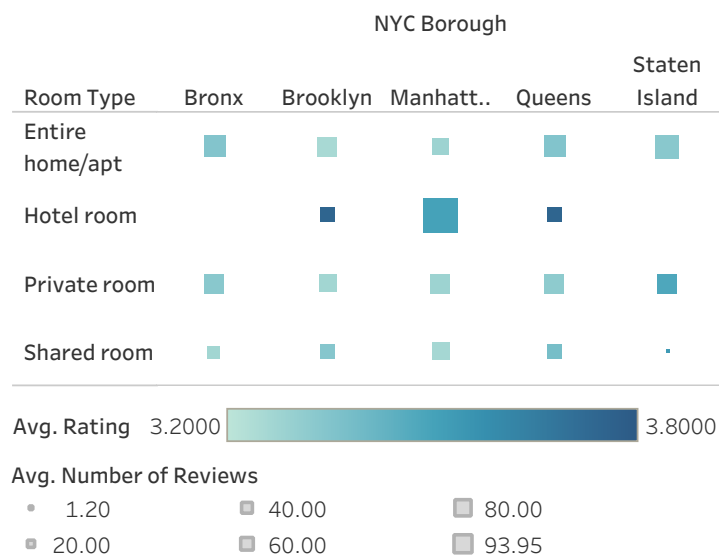 NYC Borough
Room Type Bronx Brooklyn Manhatt.. Queens Staten Island
Entire home/apt
Hotel room
Private room
Shared room
Avg. Rating 3.2000 3.8000
Avg. Number of Reviews
1.20 40.00 80.00
20.00 60.00 93.95